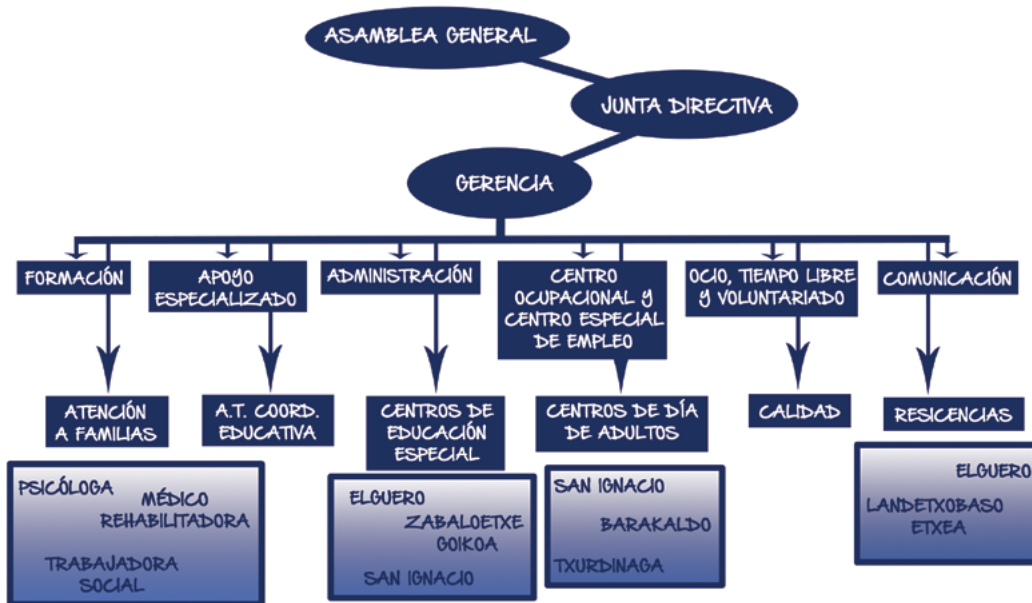 ASAMBLEA GENERAL
JUNTA DIRECTIVA
GERENCIA
FORMACIÓN
APOYO
ESPECIALIZADO
ADMINISTRACIÓN
CENTRO
OCUPACIONAL Y
CENTRO ESPECIAL
DE EMPLEO
OCIO, TIEMPO LIBRE
Y VOLUNTARIADO
COMUNICACIÓN
ATENCIÓN
A FAMILIAS
A.T. COORD.
EDUCATIVA
CENTROS DE
EDUCACIÓN
ESPECIAL
CENTROS DE DÍA
DE ADULTOS
CALIDAD
RESICENCIAS
PSICÓLOGA
MÉDICO
REHABILITADORA
TRABAJADORA
SOCIAL
ELGUERO
ZABALOETXE
GOIKOA
SAN IGNACIO
SAN IGNACIO
BARAKALDO
TXURDINAGA
ELGUERO
LANDETXOBASO
ETXEA